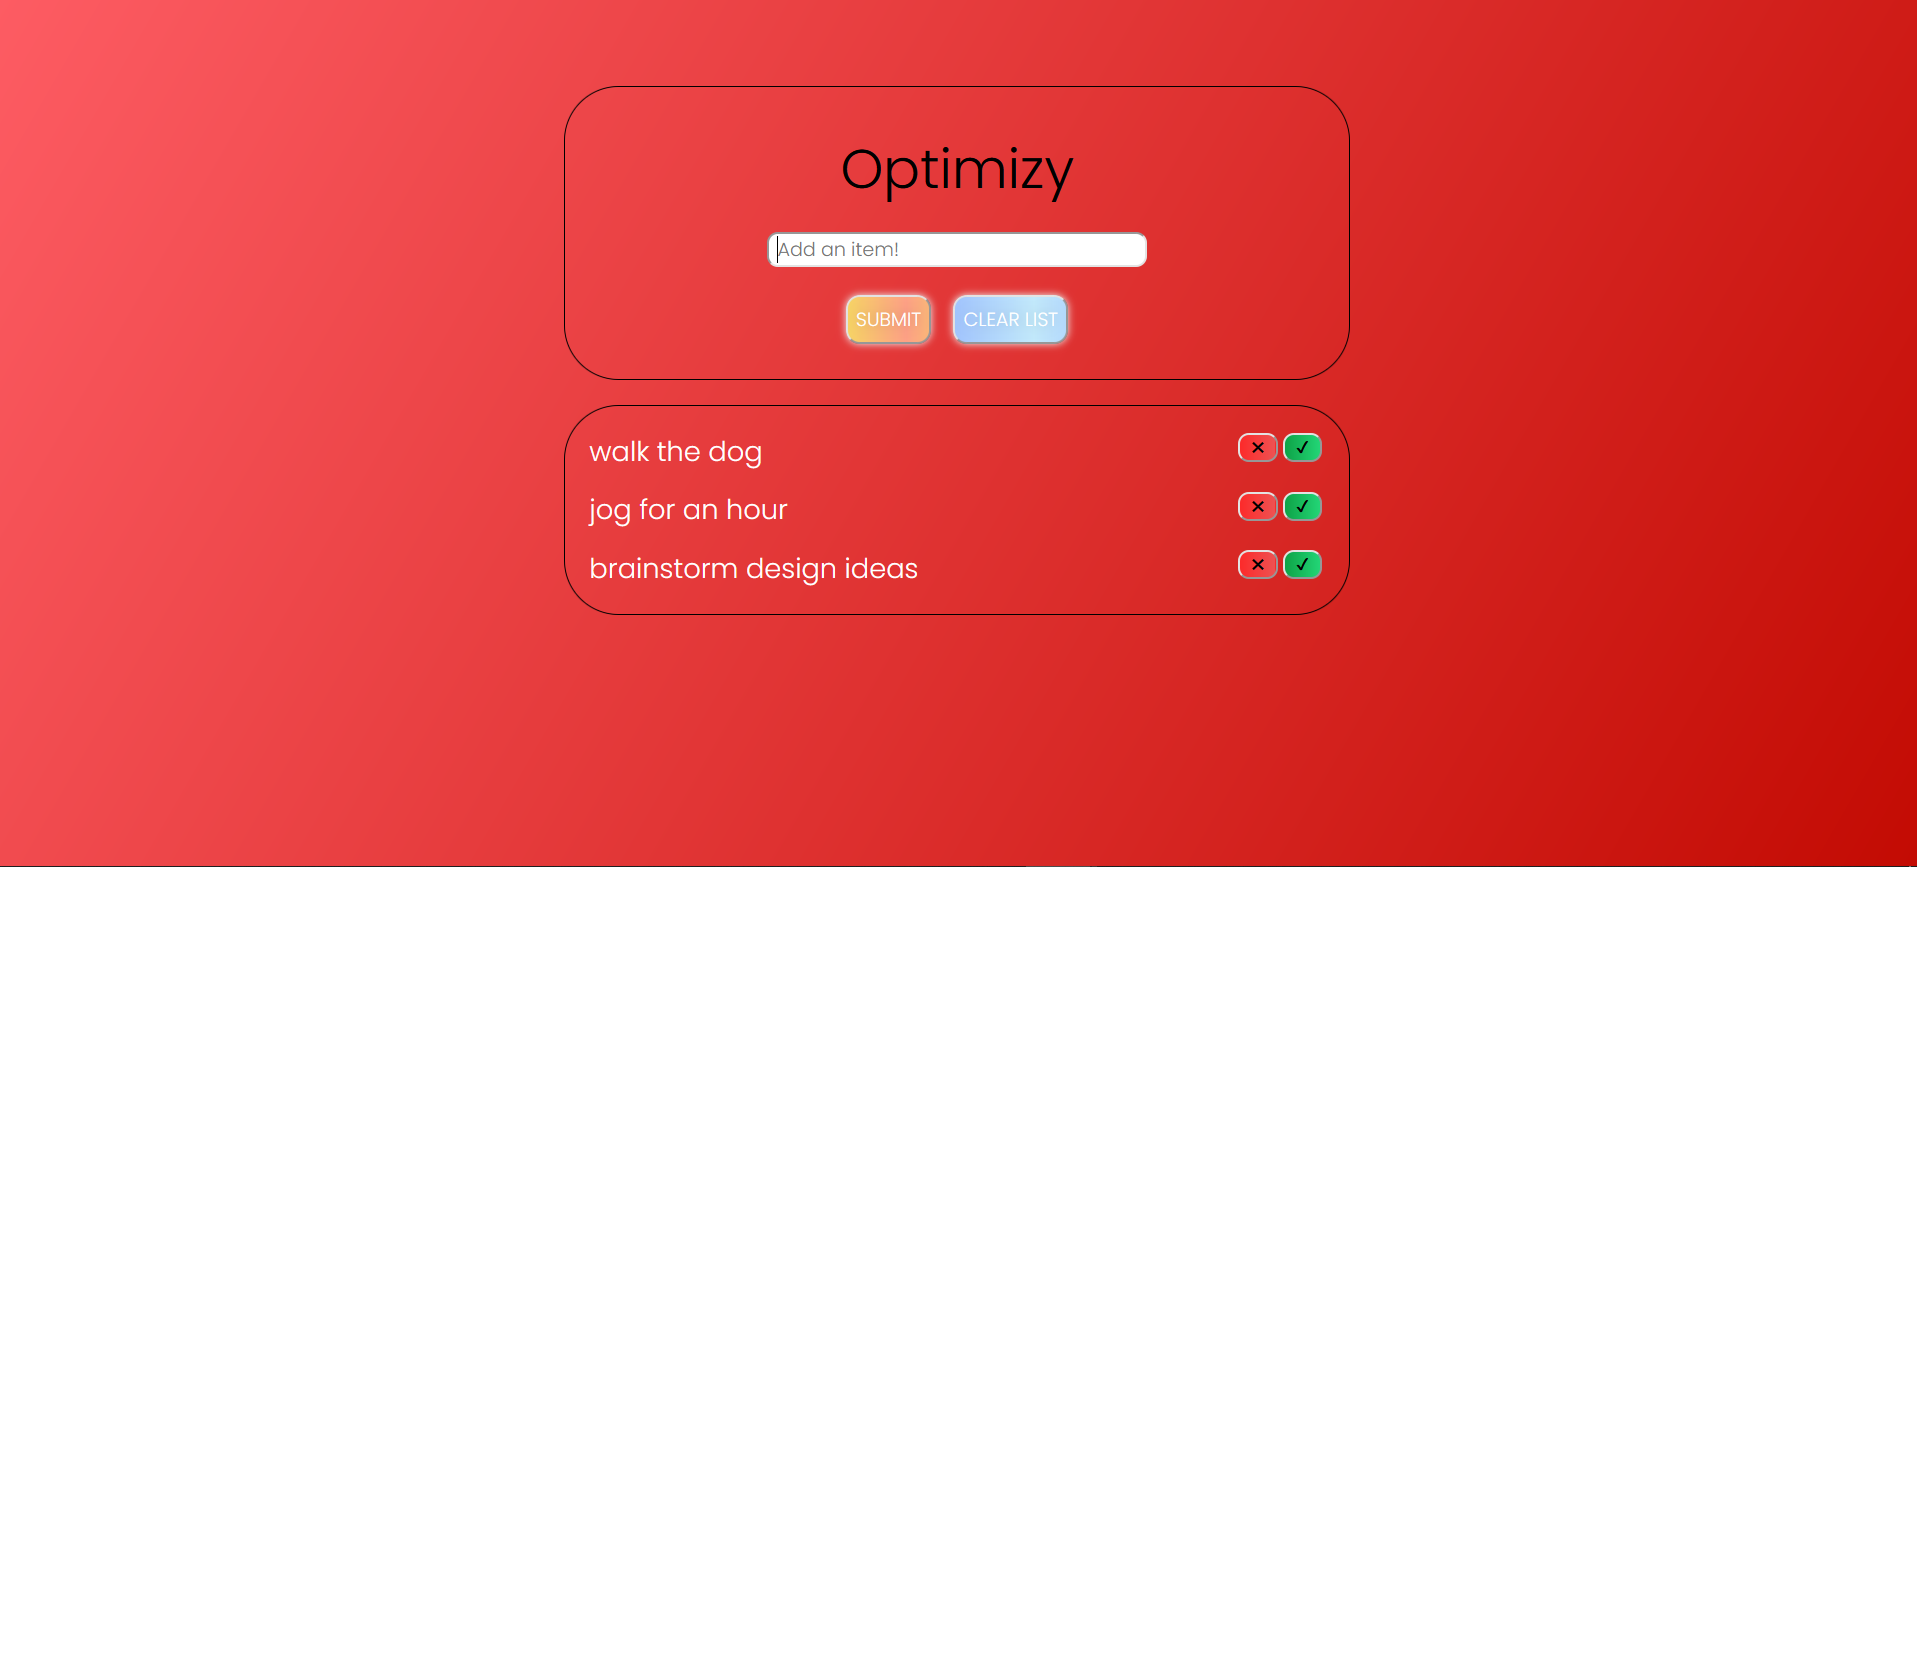 Optimizy
Add an item!
SUBMIT CLEAR LIST
walk the dog
jog for an hour
brainstorm design ideas